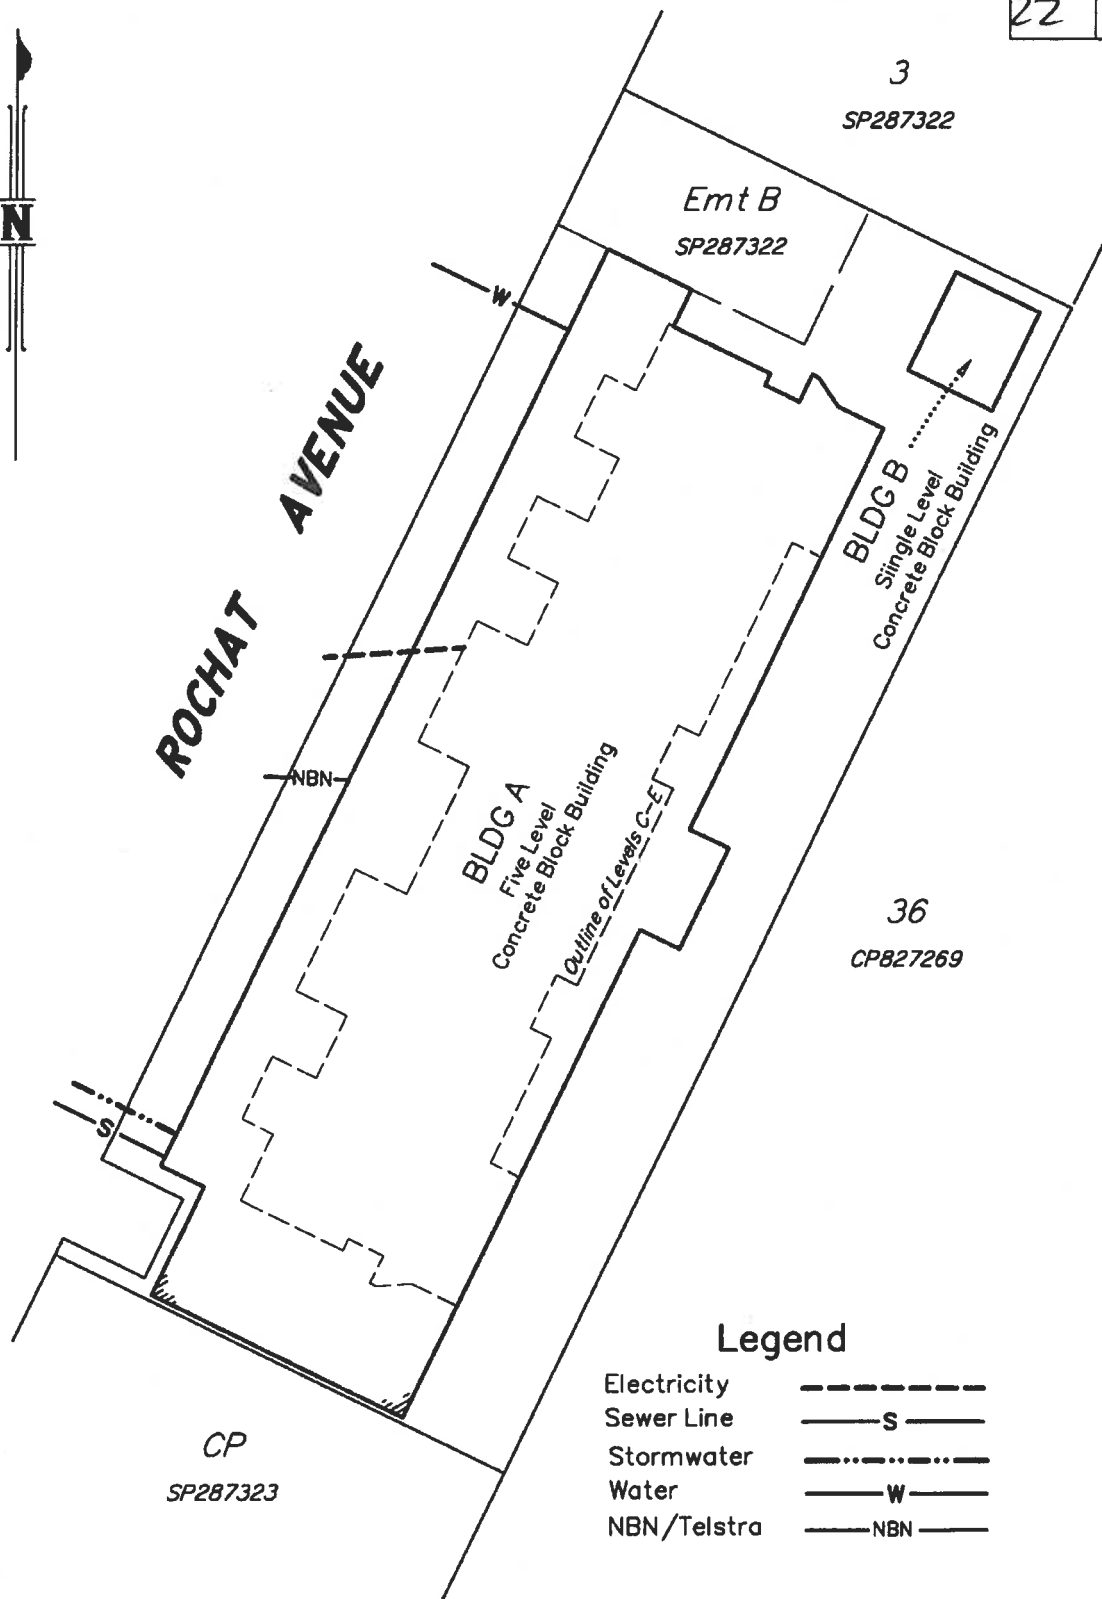 22
3
SP287322
N
Emt B
SP287322
W
ROCHAT AVENUE
BLDG B
Siingle Level
Concrete Block Building
NBN
BLDG A
Five Level
Concrete Block Building
Outline of Levels C-E
36
CP827269
S
CP
SP287323
Legend
Electricity
Sewer Line S
Stormwater
Water W
NBN/Telstra NBN